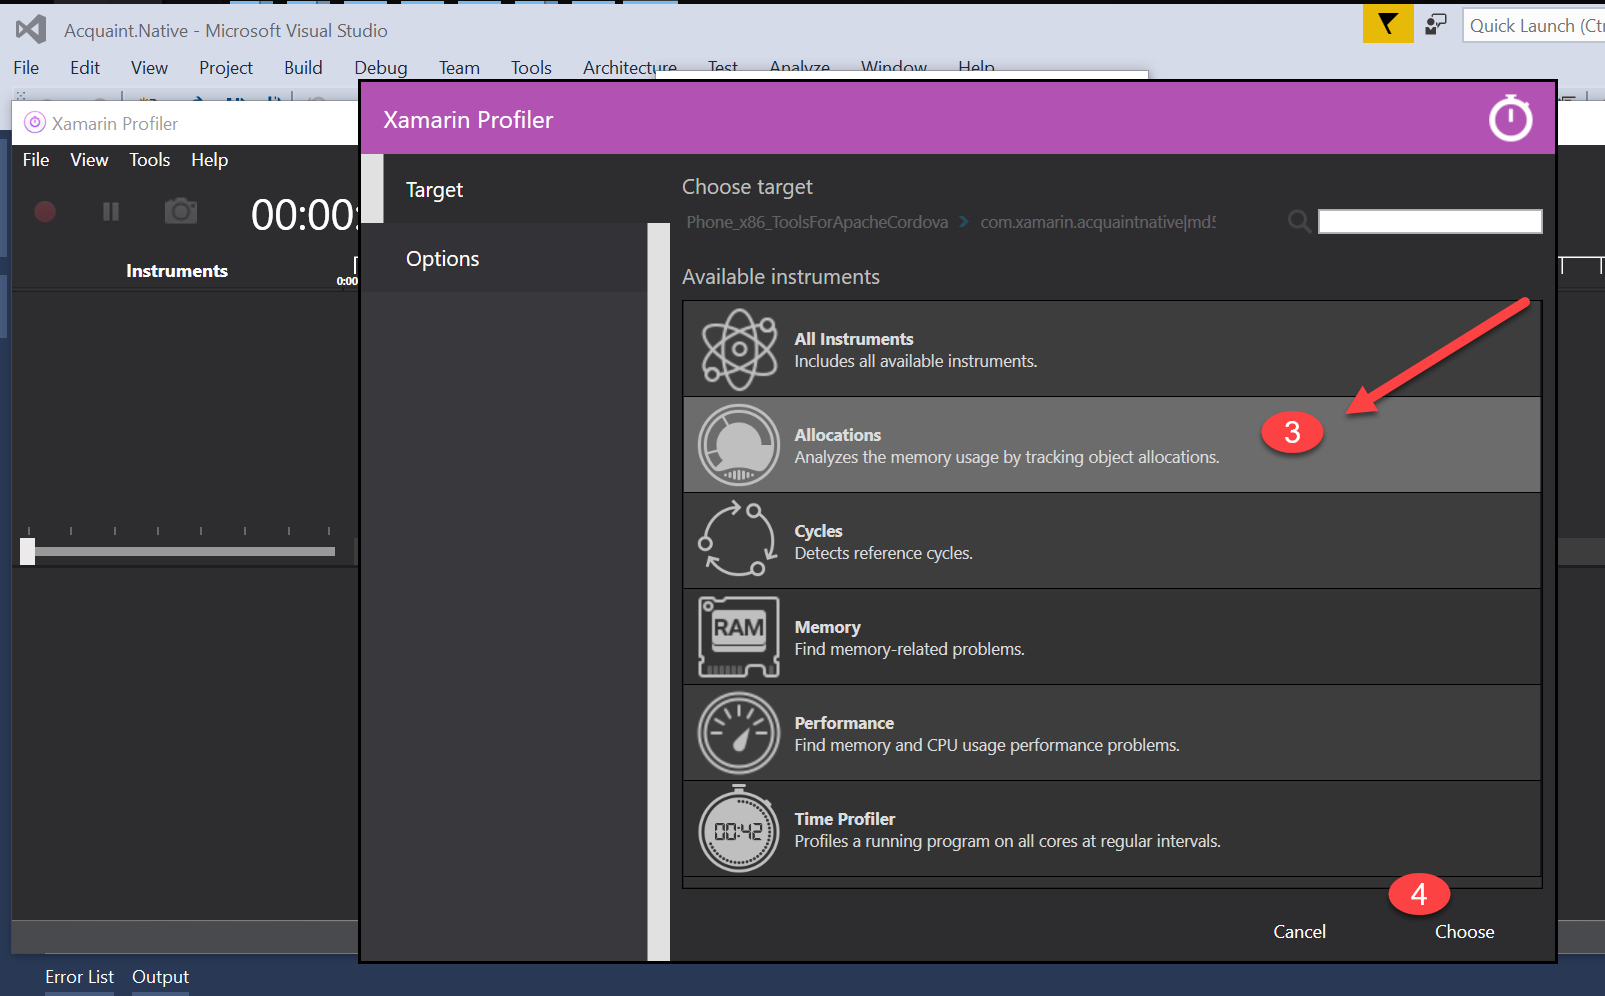 Acquaint.Native - Microsoft Visual Studio
Quick Launch (Ctr
File Edit View Project Build Debug Team Tools Architecture Test Analyze Window Help
Xamarin Profiler
File View Tools Help
00:00:
Instruments
0:00
Xamarin Profiler
Target
Options
Choose target
Phone_x86_ToolsForApacheCordova com.xamarin.acquaintnative|md5
Available instruments
All Instruments
Includes all available instruments.
Allocations
Analyzes the memory usage by tracking object allocations.
3
Cycles
Detects reference cycles.
RAM
Memory
Find memory-related problems.
Performance
Find memory and CPU usage performance problems.
00:42
Time Profiler
Profiles a running program on all cores at regular intervals.
4
Cancel Choose
Error List Output